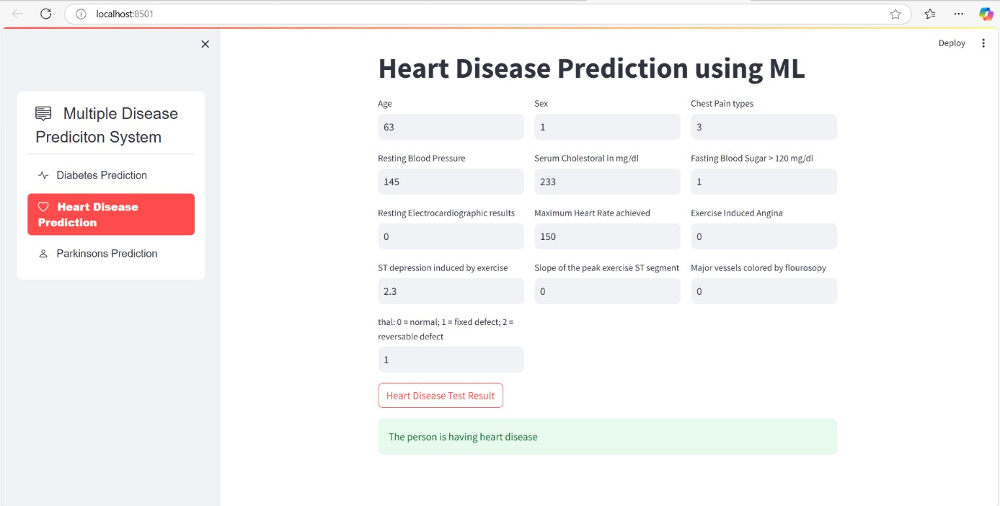 localhost:8501
Deploy
Multiple Disease
Prediciton System
Diabetes Prediction
Heart Disease
Prediction
Parkinsons Prediction
Heart Disease Prediction using ML
Age Sex Chest Pain types
63 1 3
Resting Blood Pressure Serum Cholestoral in mg/dl Fasting Blood Sugar > 120 mg/dl
145 233 1
Resting Electrocardiographic results Maximum Heart Rate achieved Exercise Induced Angina
0 150 0
ST depression induced by exercise Slope of the peak exercise ST segment Major vessels colored by flourosopy
2.3 0 0
thal: 0 = normal; 1 = fixed defect; 2 =
reversable defect
1
Heart Disease Test Result
The person is having heart disease